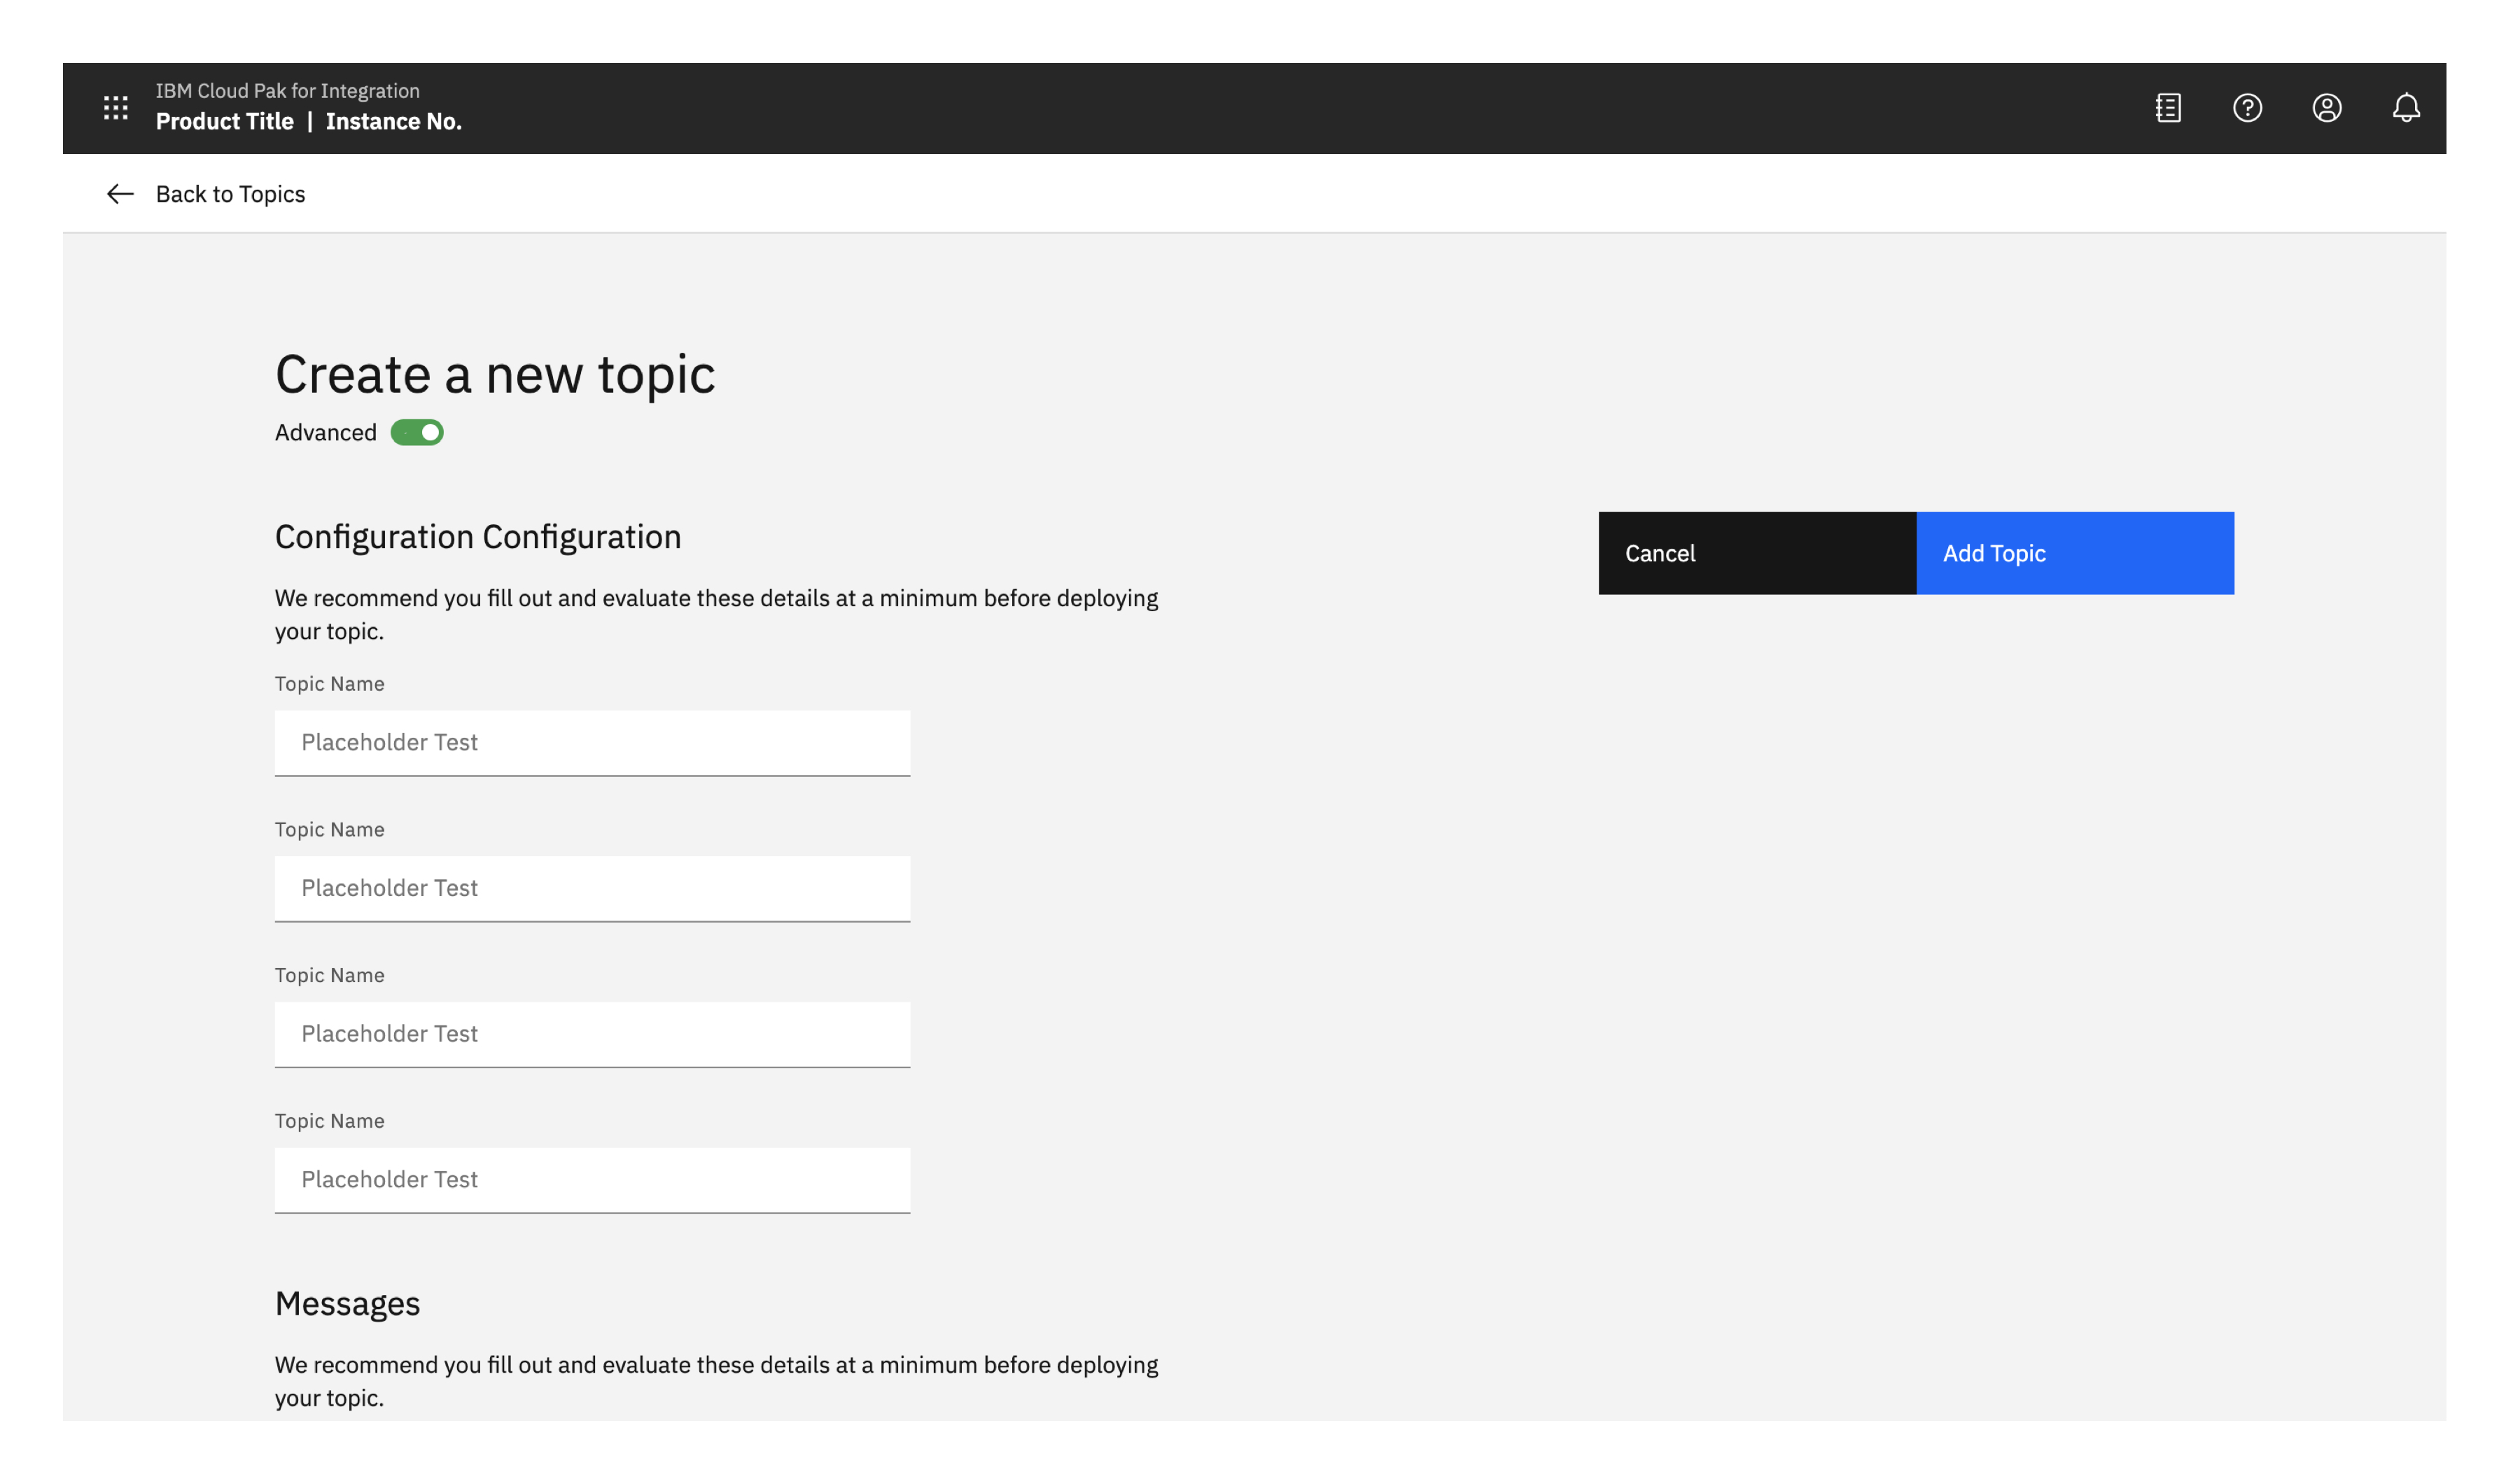 IBM Cloud Pak for Integration
Product Title | Instance No.
Back to Topics
Create a new topic
Advanced
Configuration Configuration
Cancel
Add Topic
We recommend you fill out and evaluate these details at a minimum before deploying
your topic.
Topic Name
Placeholder Test
Topic Name
Placeholder Test
Topic Name
Placeholder Test
Topic Name
Placeholder Test
Messages
We recommend you fill out and evaluate these details at a minimum before deploying
your topic.